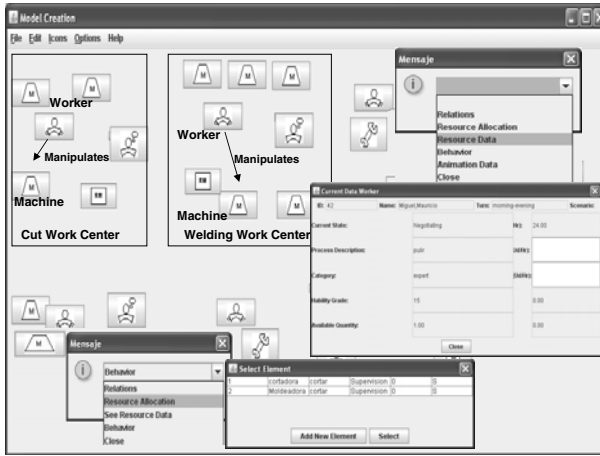 Model Creation
File Edit Icons Options Help
M M
Worker
Manipulates
M
Machine
Cut Work Center
M M M
Worker
Manipulates
Machine
M M
Welding Work Center
Mensaje
Relations
Resource Allocation
Resource Data
Behavior
Animation Data
Close
Current Data Worker
ID: 42 Name: Miguel,Mauricio Turn: morning-evening Scenario:
Current State: Negotiating 24.00
Process Description: pulir
Category: expert
Hability Grade: 15 0.00
Available Quantity: 1.00 0.00
Close
M
M
Mensaje
Behavior
Relations
Resource Allocation
See Resource Data
Behavior
Close
Select Element
1 cortadora cortar Supervision 0 S
2 Moldeadora cortar Supervision 0 S
Add New Element Select